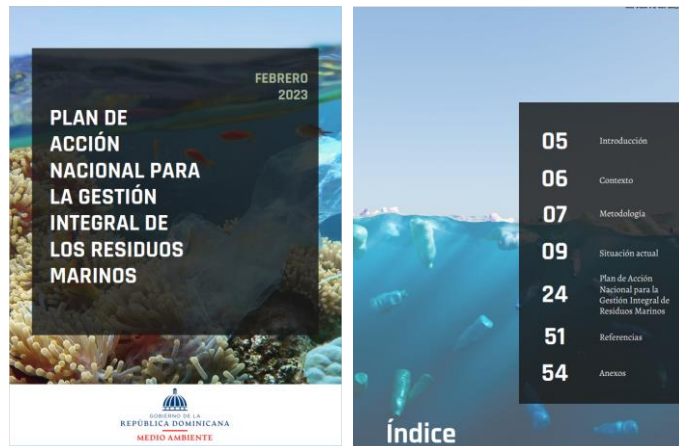 FEBRERO
2023
PLAN DE
ACCIÓN
NACIONAL PARA
LA GESTIÓN
INTEGRAL DE
LOS RESIDUOS
MARINOS
GOBIERNO DE LA
REPÚBLICA DOMINICANA
MEDIO AMBIENTE
05 Introducción
06 Contexto
07 Metodología
09 Situación actual
24 Plan de Acción
Nacional para la
Gestión Integral de
Residuos Marinos
51 Referencias
54 Anexos
Índice